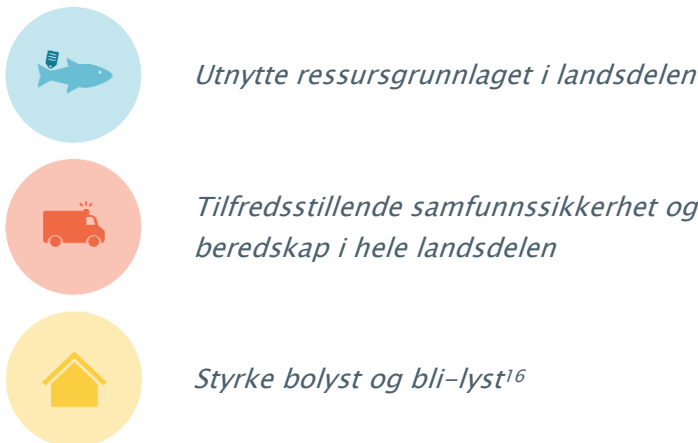 Utnytte ressursgrunnlaget i landsdelen
Tilfredsstillende samfunnssikkerhet og
beredskap i hele landsdelen
Styrke bolyst og bli-lyst¹⁶